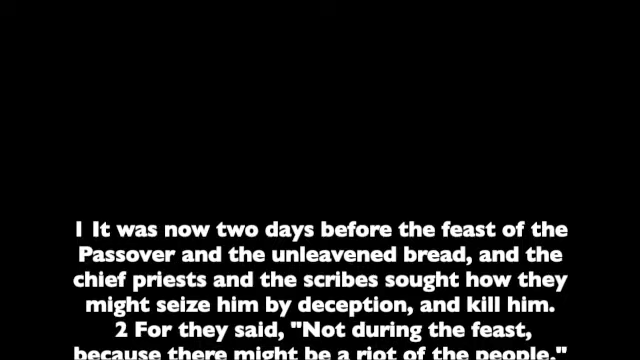 1 It was now two days before the feast of the
Passover and the unleavened bread, and the
chief priests and the scribes sought how they
might seize him by deception, and kill him.
2 For they said, "Not during the feast,
because there might be a riot of the people."